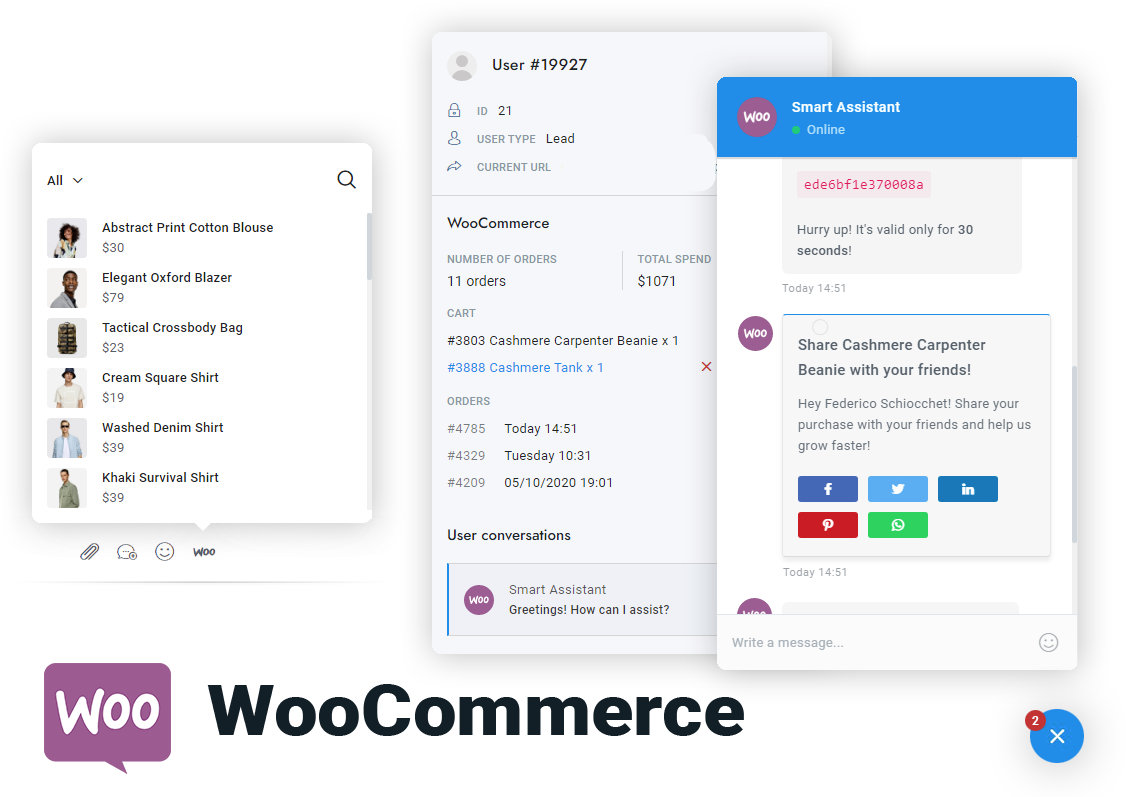 All
Abstract Print Cotton Blouse
$30
Elegant Oxford Blazer
$79
Tactical Crossbody Bag
$23
Cream Square Shirt
$19
Washed Denim Shirt
$39
Khaki Survival Shirt
$39
Woo
User #19927
ID 21
USER TYPE Lead
CURRENT URL
WooCommerce
NUMBER OF ORDERS TOTAL SPEND
11 orders $1071
CART
#3803 Cashmere Carpenter Beanie x 1
#3888 Cashmere Tank x 1
ORDERS
#4785 Today 14:51
#4329 Tuesday 10:31
#4209 05/10/2020 19:01
User conversations
Woo
Smart Assistant
Greetings! How can I assist?
Woo
Smart Assistant
Online
ede6bf1e370008a
Hurry up! It's valid only for 30
seconds!
Today 14:51
Woo
Share Cashmere Carpenter
Beanie with your friends!
Hey Federico Schiocchet! Share your
purchase with your friends and help us
grow faster!
Today 14:51
Woo
Write a message...
Woo
WooCommerce
2